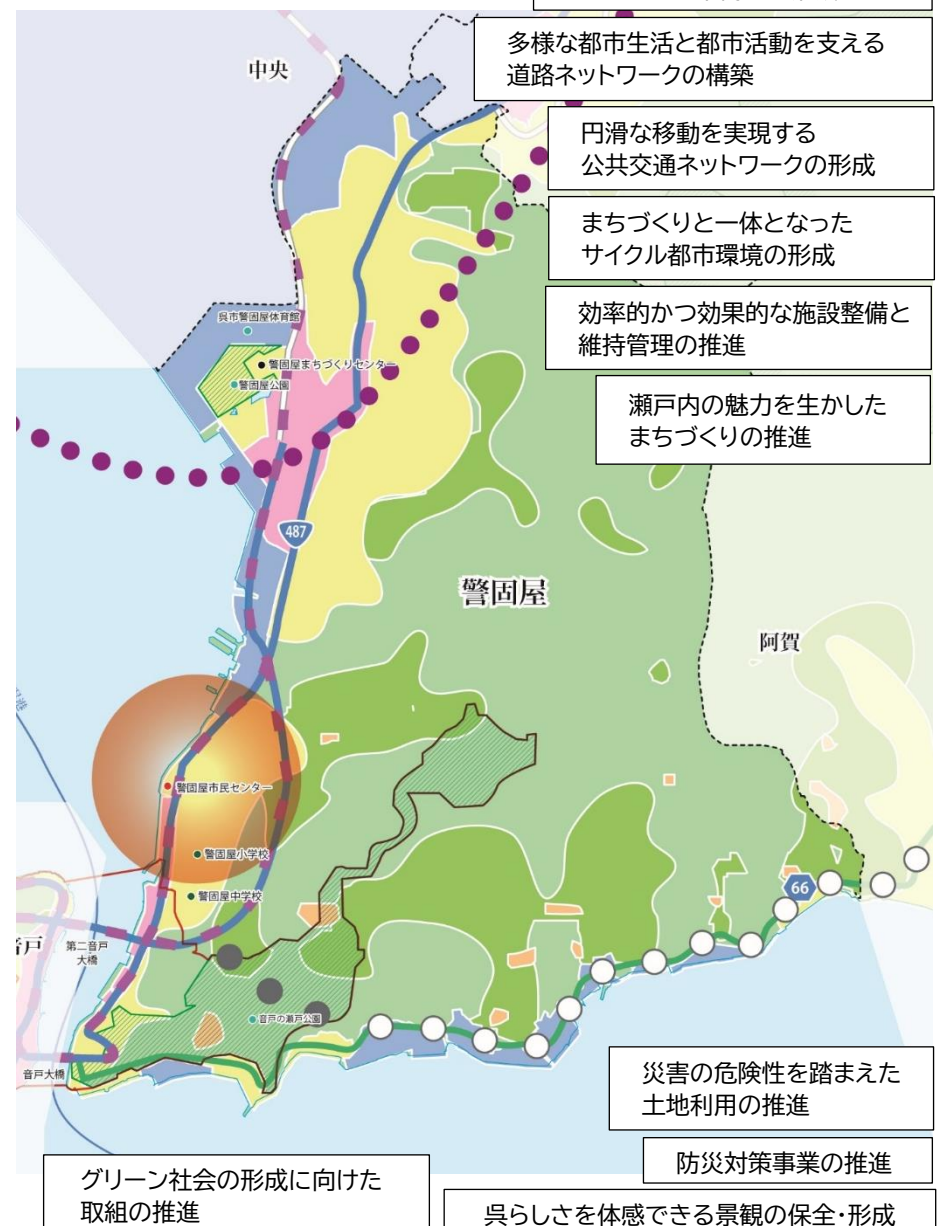 多様な都市生活と都市活動を支える
道路ネットワークの構築
中央
円滑な移動を実現する
公共交通ネットワークの形成
まちづくりと一体となった
サイクル都市環境の形成
呉市警固屋体育館
効率的かつ効果的な施設整備と
維持管理の推進
警固屋まちづくりセンター
警固屋公園
瀬戸内の魅力を生かした
まちづくりの推進
487
警固屋
阿賀
警固屋市民センター
警固屋小学校
警固屋中学校
66
第二音戸
大橋
音戸の瀬戸公園
音戸大橋
災害の危険性を踏まえた
土地利用の推進
防災対策事業の推進
グリーン社会の形成に向けた
取組の推進
呉らしさを体感できる景観の保全・形成